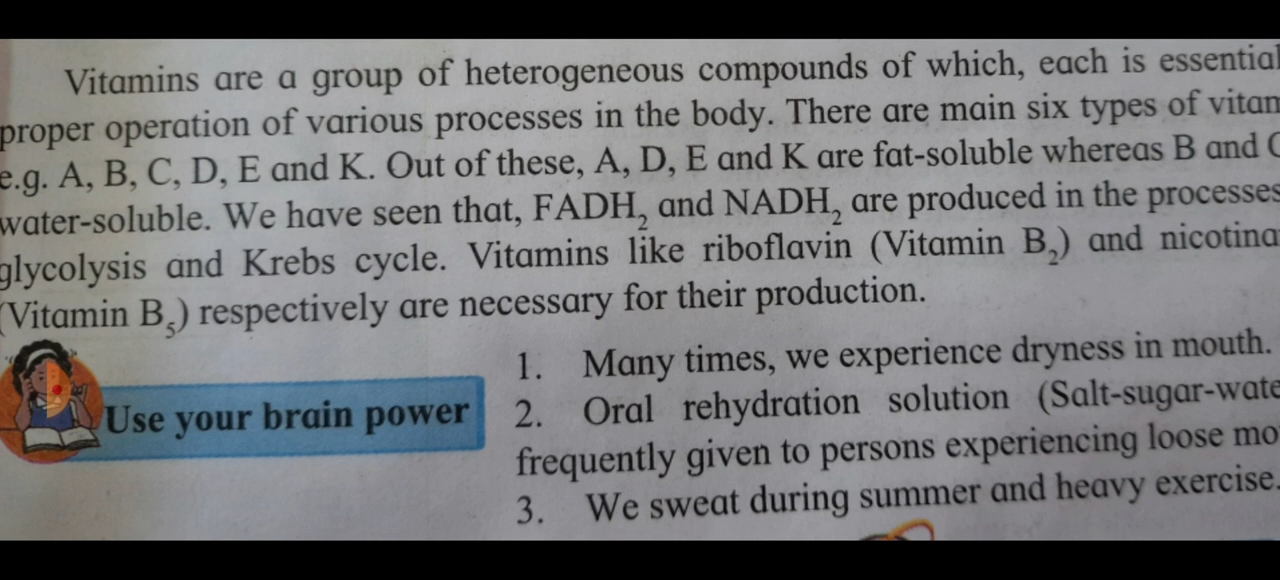 Vitamins are a group of heterogeneous compounds of which, each is essential
proper operation of various processes in the body. There are main six types of
e.g. A, B, C, D, E and K. Out of these, A, D, E and K are fat-soluble whereas B and
water-soluble. We have seen that, FADH₂ and NADH₂ are produced in the processes
glycolysis and Krebs cycle. Vitamins like riboflavin (Vitamin B₂) and
(Vitamin B₅) respectively are necessary for their production.
Use your brain power
1. Many times, we experience dryness in mouth.
2. Oral rehydration solution (Salt-sugar-
frequently given to persons experiencing loose
3. We sweat during summer and heavy exercise.